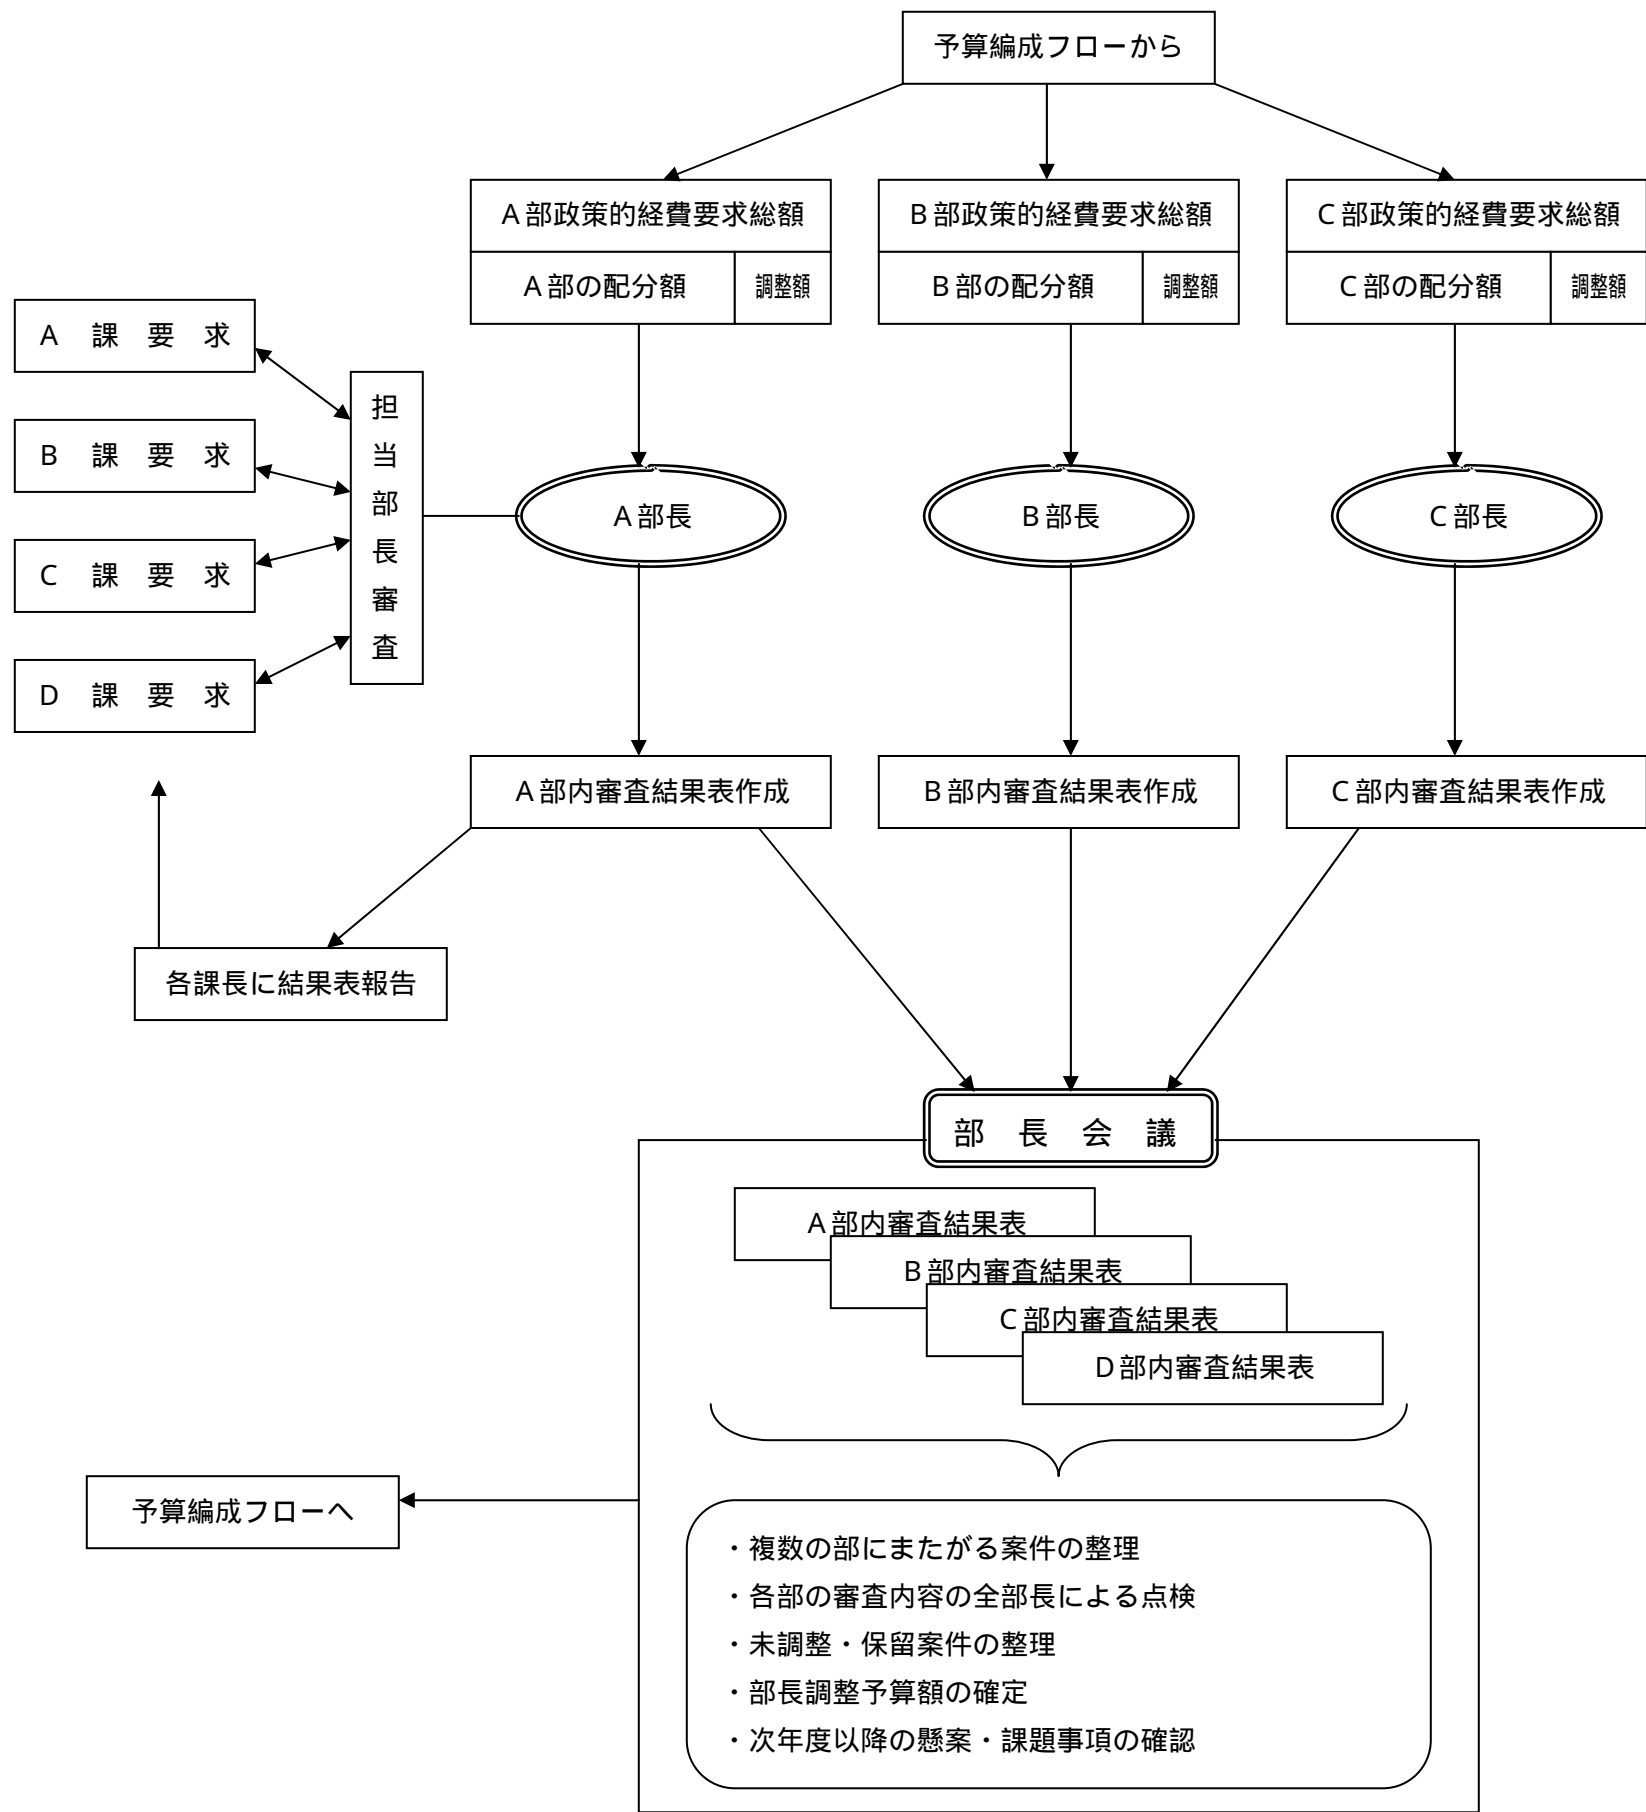 予算編成フローから
A部政策的経費要求総額
A部の配分額 調整額
B部政策的経費要求総額
B部の配分額 調整額
C部政策的経費要求総額
C部の配分額 調整額
A 課 要 求
B 課 要 求
C 課 要 求
D 課 要 求
担
当
部
長
審
査
A部長
B部長
C部長
A部内審査結果表作成
B部内審査結果表作成
C部内審査結果表作成
各課長に結果表報告
部 長 会 議
A部内審査結果表
B部内審査結果表
C部内審査結果表
D部内審査結果表
予算編成フローへ
・複数の部にまたがる案件の整理
・各部の審査内容の全部長による点検
・未調整・保留案件の整理
・部長調整予算額の確定
・次年度以降の懸案・課題事項の確認